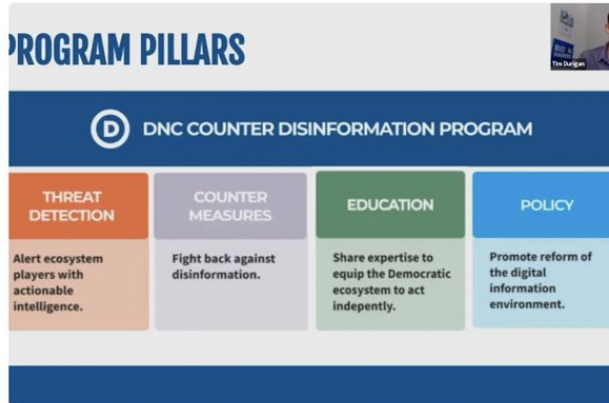 PROGRAM PILLARS
Tim Durigan
D DNC COUNTER DISINFORMATION PROGRAM
THREAT
DETECTION
Alert ecosystem
players with
actionable
intelligence.
COUNTER
MEASURES
Fight back against
disinformation.
EDUCATION
Share expertise to
equip the Democratic
ecosystem to act
indepently.
POLICY
Promote reform of
the digital
information
environment.